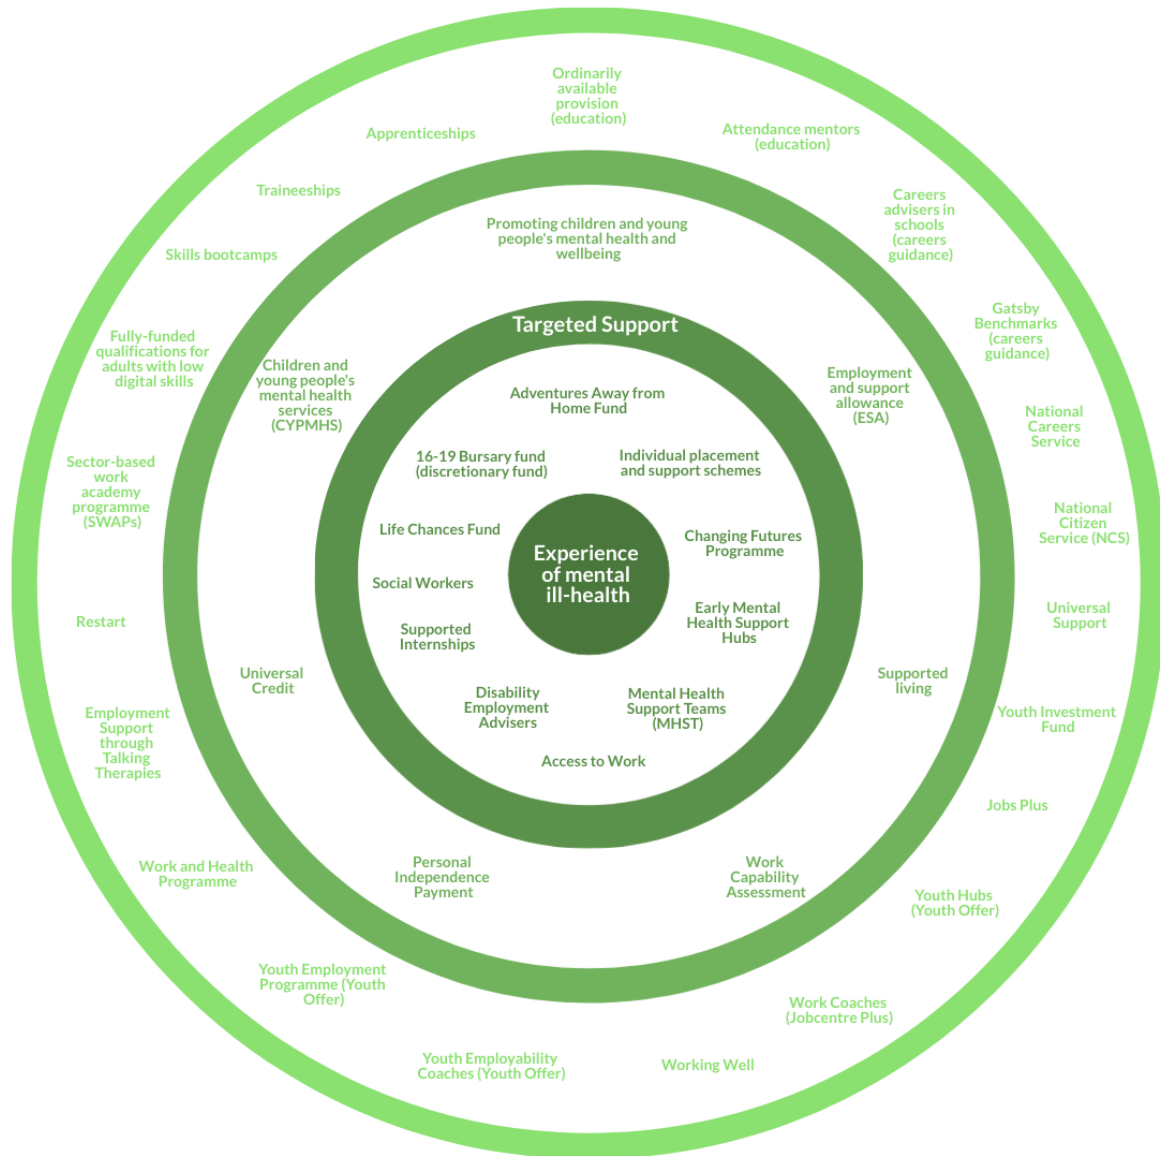 Ordinarily
available
provision
(education)
Apprenticeships
Attendance mentors
(education)
Traineeships
Careers
advisers in
schools
(careers
guidance)
Skills bootcamps
Promoting children and young
people's mental health and
wellbeing
Gatsby
Benchmarks
(careers
guidance)
Targeted Support
Fully-funded
qualifications for
adults with low
digital skills
Children and
young people's
mental health
services
(CYPMHS)
Employment
and support
allowance
(ESA)
Adventures Away from
Home Fund
National
Careers
Service
16-19 Bursary fund
(discretionary fund)
Individual placement
and support schemes
Sector-based
work
academy
programme
(SWAPs)
National
Citizen
Service (NCS)
Life Chances Fund
Changing Futures
Programme
Experience
of mental
ill-health
Social Workers
Early Mental
Health Support
Hubs
Universal
Support
Restart
Supported
Internships
Universal
Credit
Supported
living
Disability
Employment
Advisers
Mental Health
Support Teams
(MHST)
Youth Investment
Fund
Employment
Support
through
Talking
Therapies
Access to Work
Jobs Plus
Work and Health
Programme
Personal
Independence
Payment
Work
Capability
Assessment
Youth Hubs
(Youth Offer)
Youth Employment
Programme (Youth
Offer)
Work Coaches
(Jobcentre Plus)
Youth Employability
Coaches (Youth Offer)
Working Well